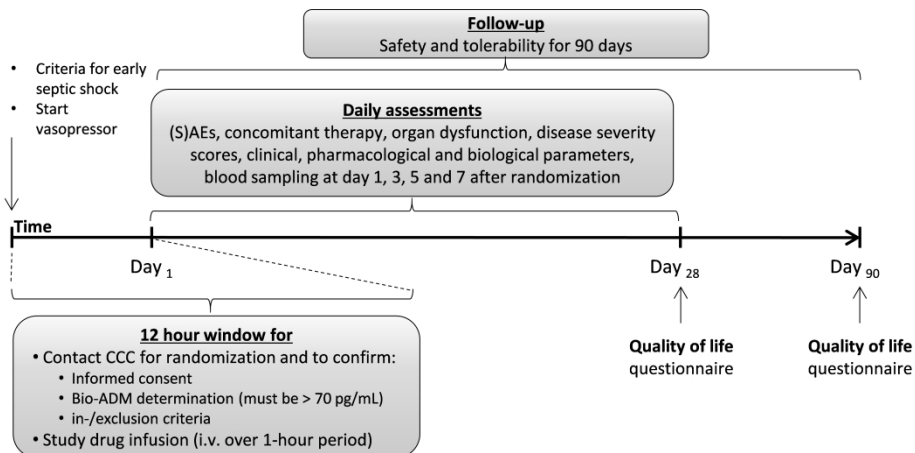 Follow-up
Safety and tolerability for 90 days
• Criteria for early
septic shock
• Start
vasopressor
Daily assessments
(S)AEs, concomitant therapy, organ dysfunction, disease severity
scores, clinical, pharmacological and biological parameters,
blood sampling at day 1, 3, 5 and 7 after randomization
Time
Day 1
Day 28
Day 90
12 hour window for
• Contact CCC for randomization and to confirm:
• Informed consent
• Bio-ADM determination (must be > 70 pg/mL)
• in-/exclusion criteria
• Study drug infusion (i.v. over 1-hour period)
Quality of life
questionnaire
Quality of life
questionnaire